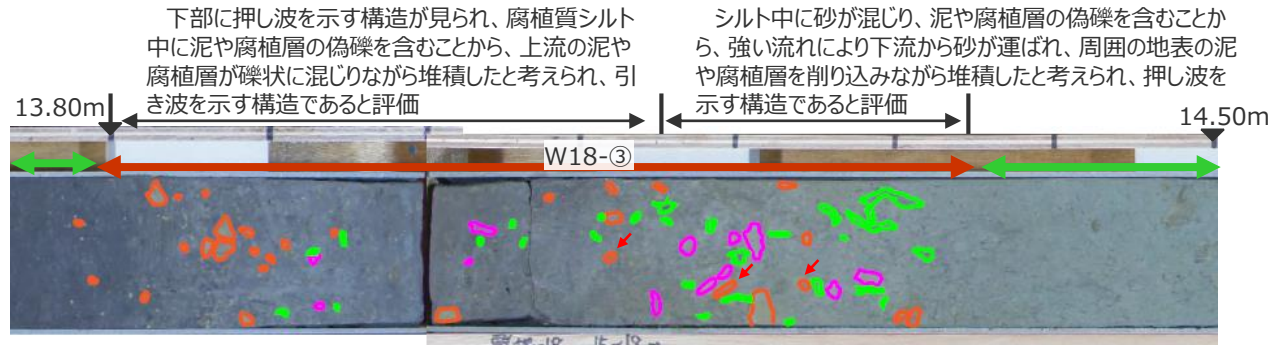 下部に押し波を示す構造が見られ、腐植質シルト
中に泥や腐植層の偽礫を含むことから、上流の泥や
腐植層が礫状に混じりながら堆積したと考えられ、引
き波を示す構造であると評価
シルト中に砂が混じり、泥や腐植層の偽礫を含むことか
ら、強い流れにより下流から砂が運ばれ、周囲の地表の泥
や腐植層を削り込みながら堆積したと考えられ、押し波を
示す構造であると評価
13.80m
14.50m
W18-③